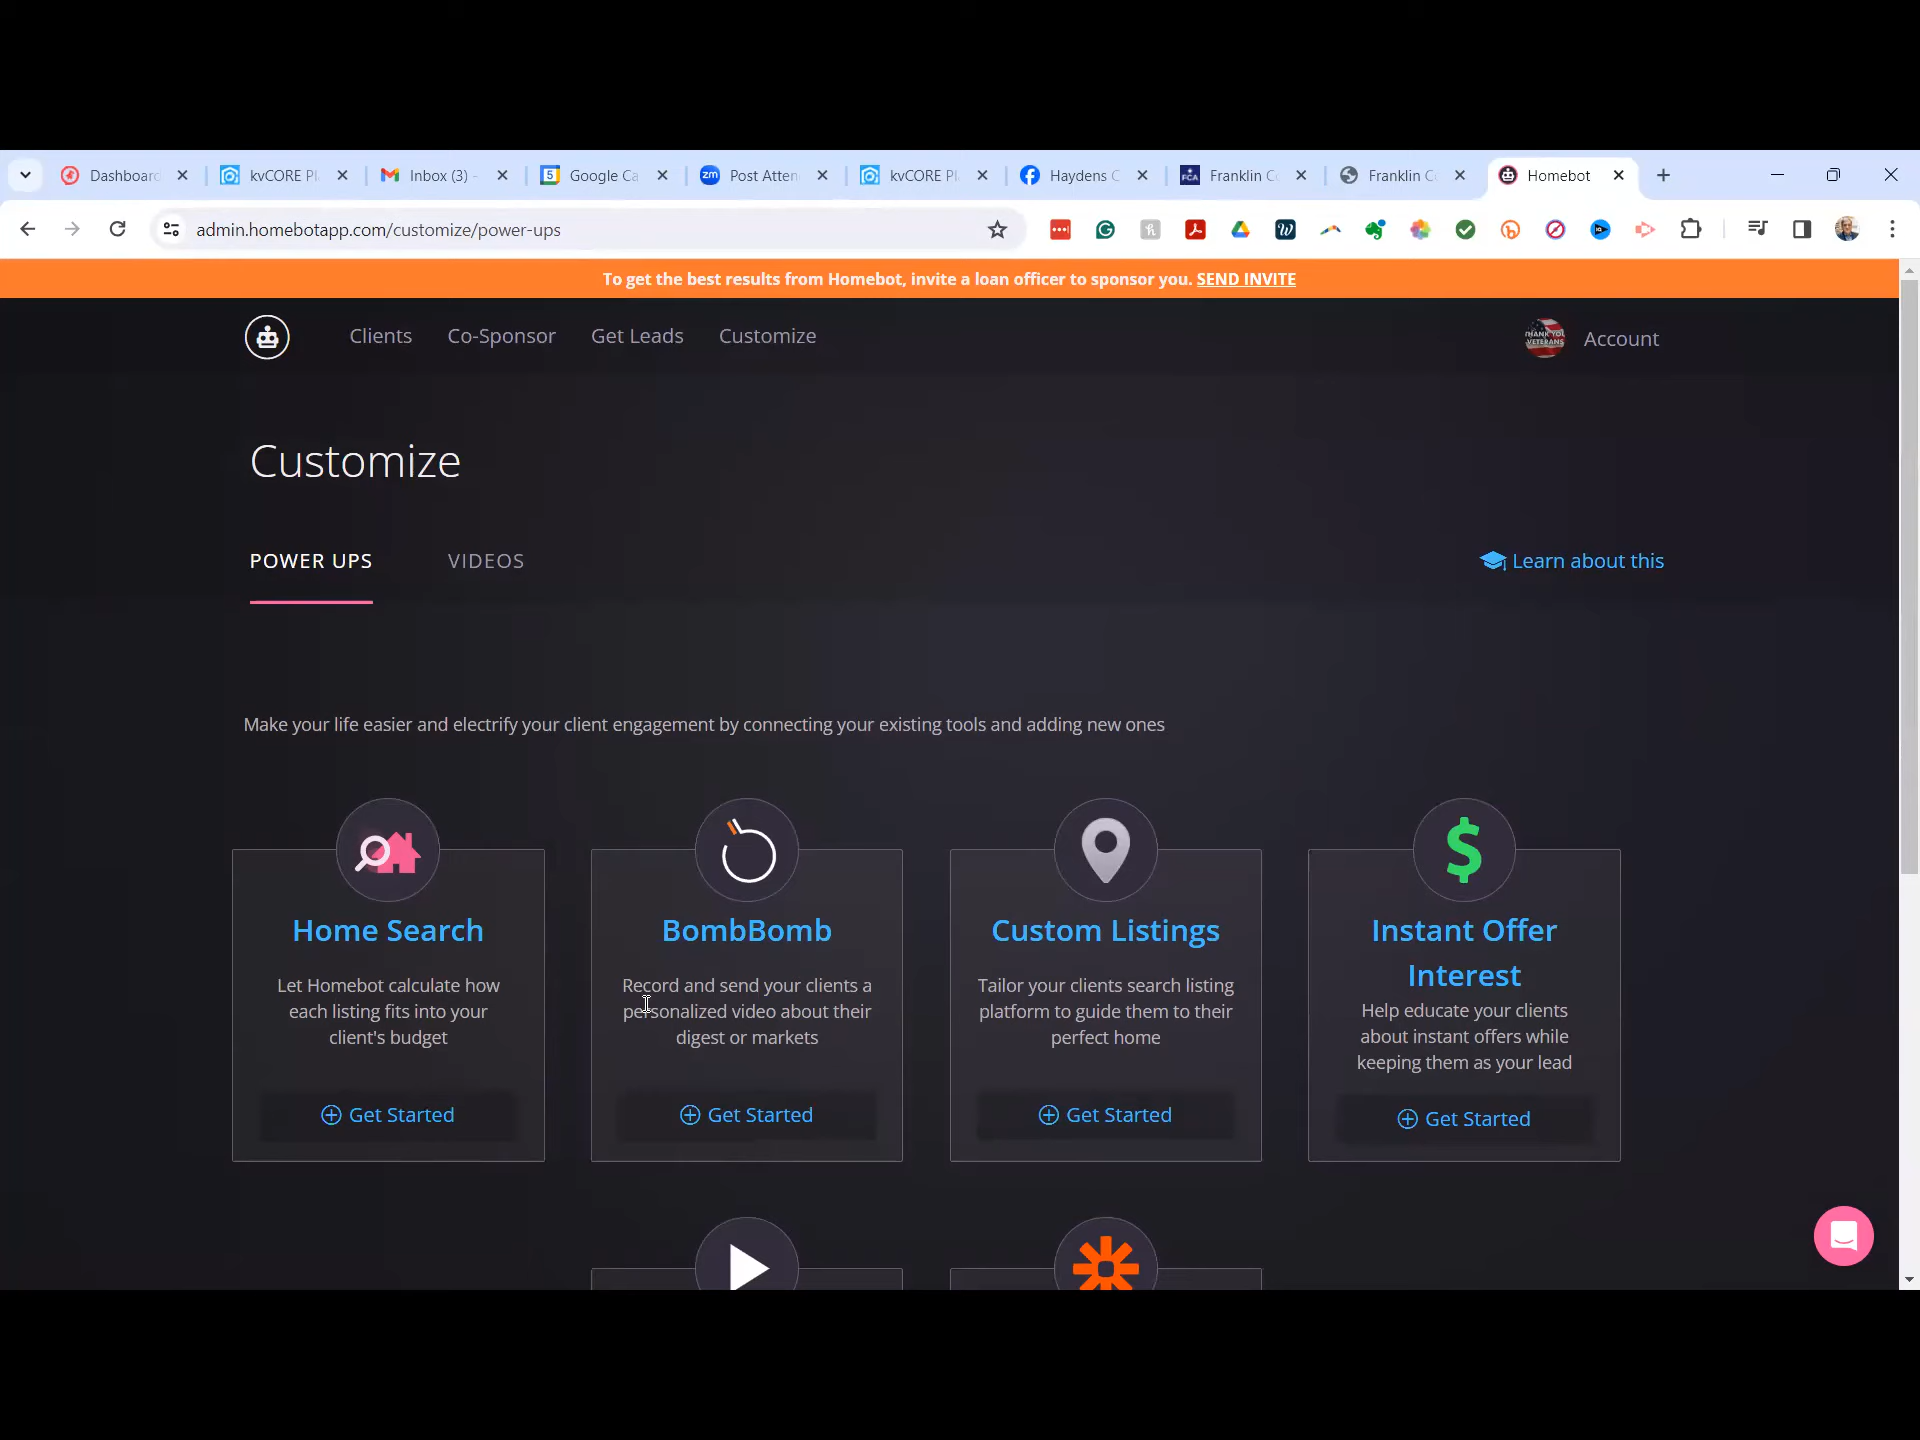 Dashboard
kvCORE Pl
Inbox (3) -
5
Google Ca
zm
Post Atten
kvCORE Pl
Haydens C
FCA
Franklin C
Franklin C
Homebot
admin.homebotapp.com/customize/power-ups
To get the best results from Homebot, invite a loan officer to sponsor you. SEND INVITE
Clients
Co-Sponsor
Get Leads
Customize
THANK YOU
VETERANS
Account
Customize
POWER UPS
VIDEOS
Learn about this
Make your life easier and electrify your client engagement by connecting your existing tools and adding new ones
Home Search
Let Homebot calculate how
each listing fits into your
client's budget
Get Started
BombBomb
Record and send your clients a
personalized video about their
digest or markets
Get Started
Custom Listings
Tailor your clients search listing
platform to guide them to their
perfect home
Get Started
Instant Offer
Interest
Help educate your clients
about instant offers while
keeping them as your lead
Get Started